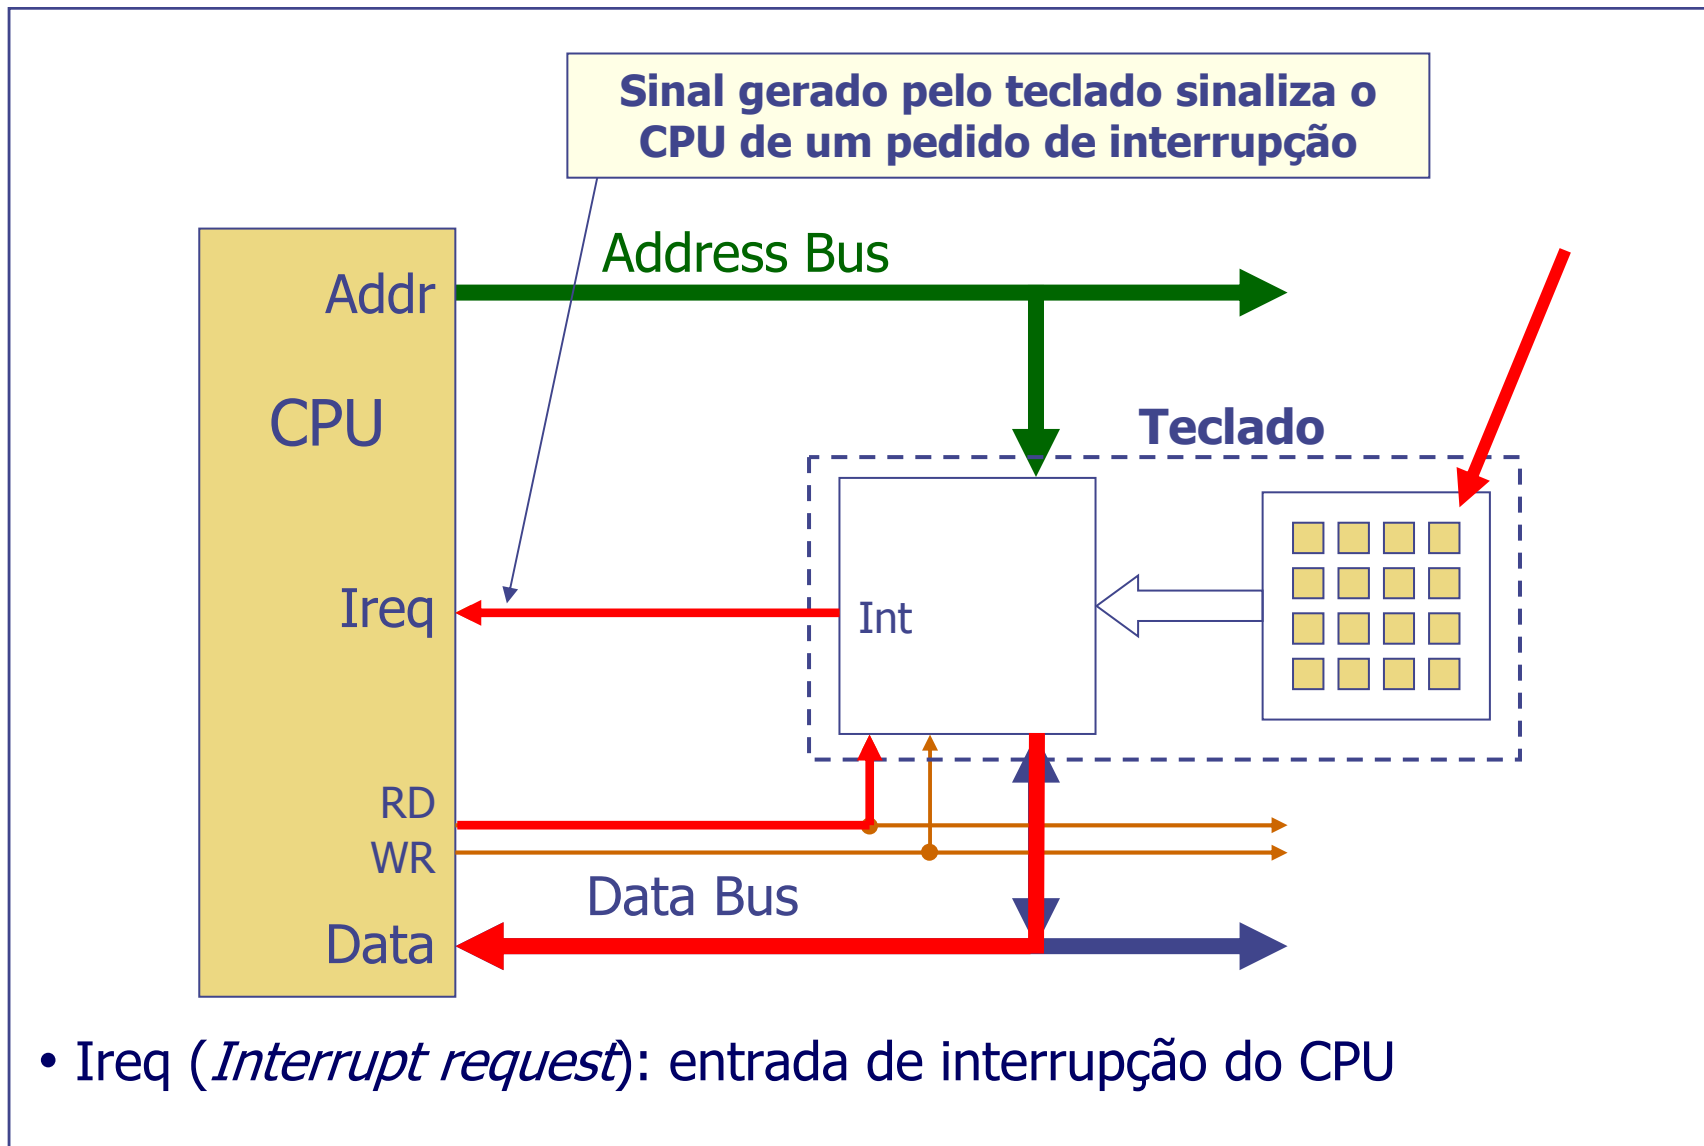 Sinal gerado pelo teclado sinaliza o
CPU de um pedido de interrupção
Address Bus
Addr
CPU
Teclado
Ireq
Int
RD
WR
Data Bus
Data
• Ireq (Interrupt request): entrada de interrupção do CPU